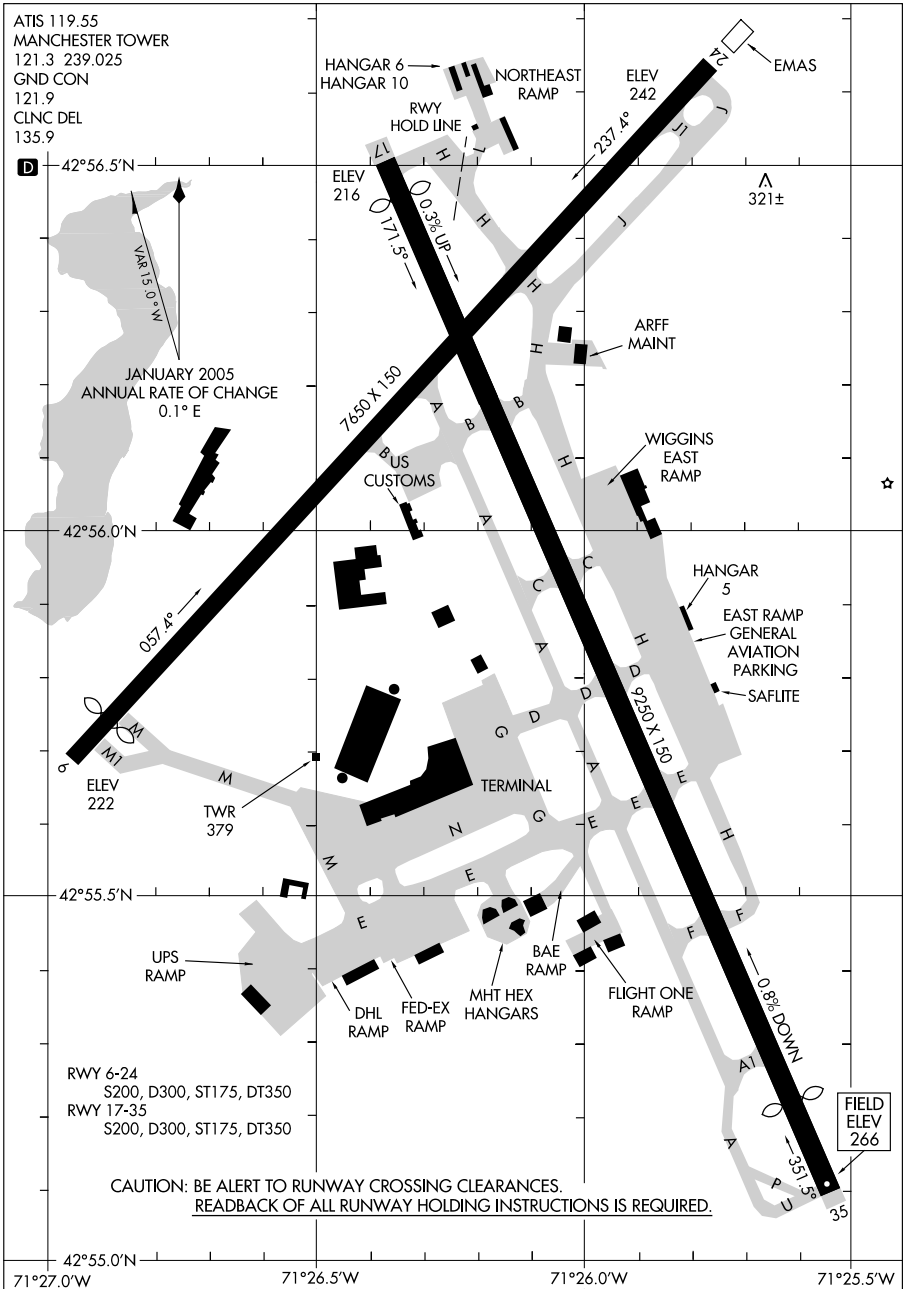 ATIS 119.55
MANCHESTER TOWER
121.3 239.025
GND CON
121.9
CLNC DEL
135.9
D
HANGAR 6
HANGAR 10
NORTHEAST
RAMP
RWY
HOLD LINE
ELEV
242
24
EMAS
J
J1
J
237.4°
42°56.5'N
17
H
L
H
H
ELEV
216
0.3% UP
171.5°
321±
VAR 15.0° W
JANUARY 2005
ANNUAL RATE OF CHANGE
0.1° E
H
ARFF
MAINT
7650 X 150
A
B
B
B
H
US
CUSTOMS
WIGGINS
EAST
RAMP
A
42°56.0'N
C
C
HANGAR
5
EAST RAMP
GENERAL
AVIATION
PARKING
SAFLITE
057.4°
A
H
D
D
D
D
G
9250 X 150
M
M1
M
6
ELEV
222
TWR
379
TERMINAL
A
E
E
E
E
G
N
H
M
E
42°55.5'N
E
F
F
UPS
RAMP
DHL
RAMP
FED-EX
RAMP
MHT HEX
HANGARS
BAE
RAMP
FLIGHT ONE
RAMP
0.8% DOWN
A1
RWY 6-24
S200, D300, ST175, DT350
RWY 17-35
S200, D300, ST175, DT350
FIELD
ELEV
266
A
351.5°
P
U
35
CAUTION: BE ALERT TO RUNWAY CROSSING CLEARANCES.
READBACK OF ALL RUNWAY HOLDING INSTRUCTIONS IS REQUIRED.
42°55.0'N
71°27.0'W
71°26.5'W
71°26.0'W
71°25.5'W